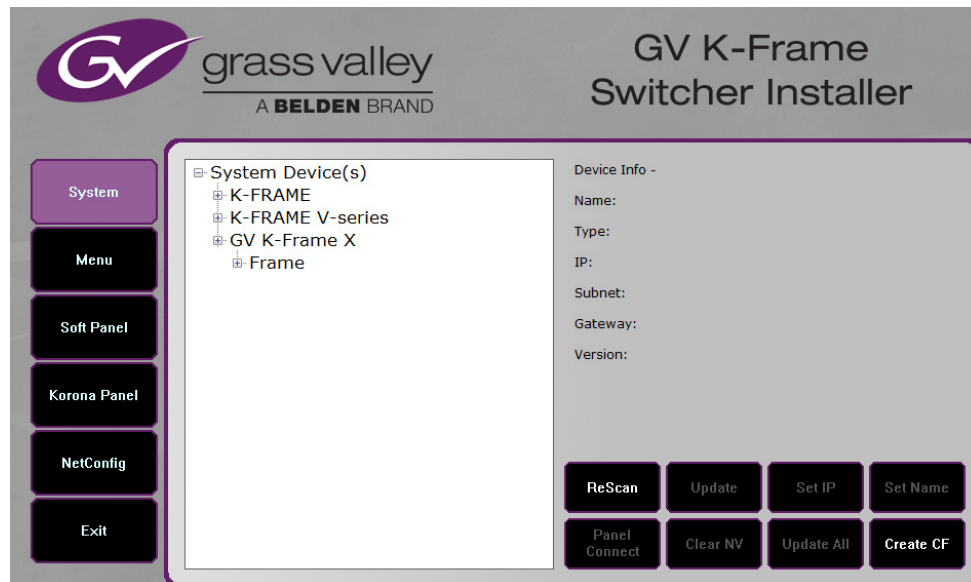 GV
grass valley
A BELDEN BRAND
GV K-Frame
Switcher Installer
System
Menu
Soft Panel
Korona Panel
NetConfig
Exit
System Device(s)
K-FRAME
K-FRAME V-series
GV K-Frame X
Frame
Device Info -
Name:
Type:
IP:
Subnet:
Gateway:
Version:
ReScan
Update
Set IP
Set Name
Panel
Connect
Clear NV
Update All
Create CF